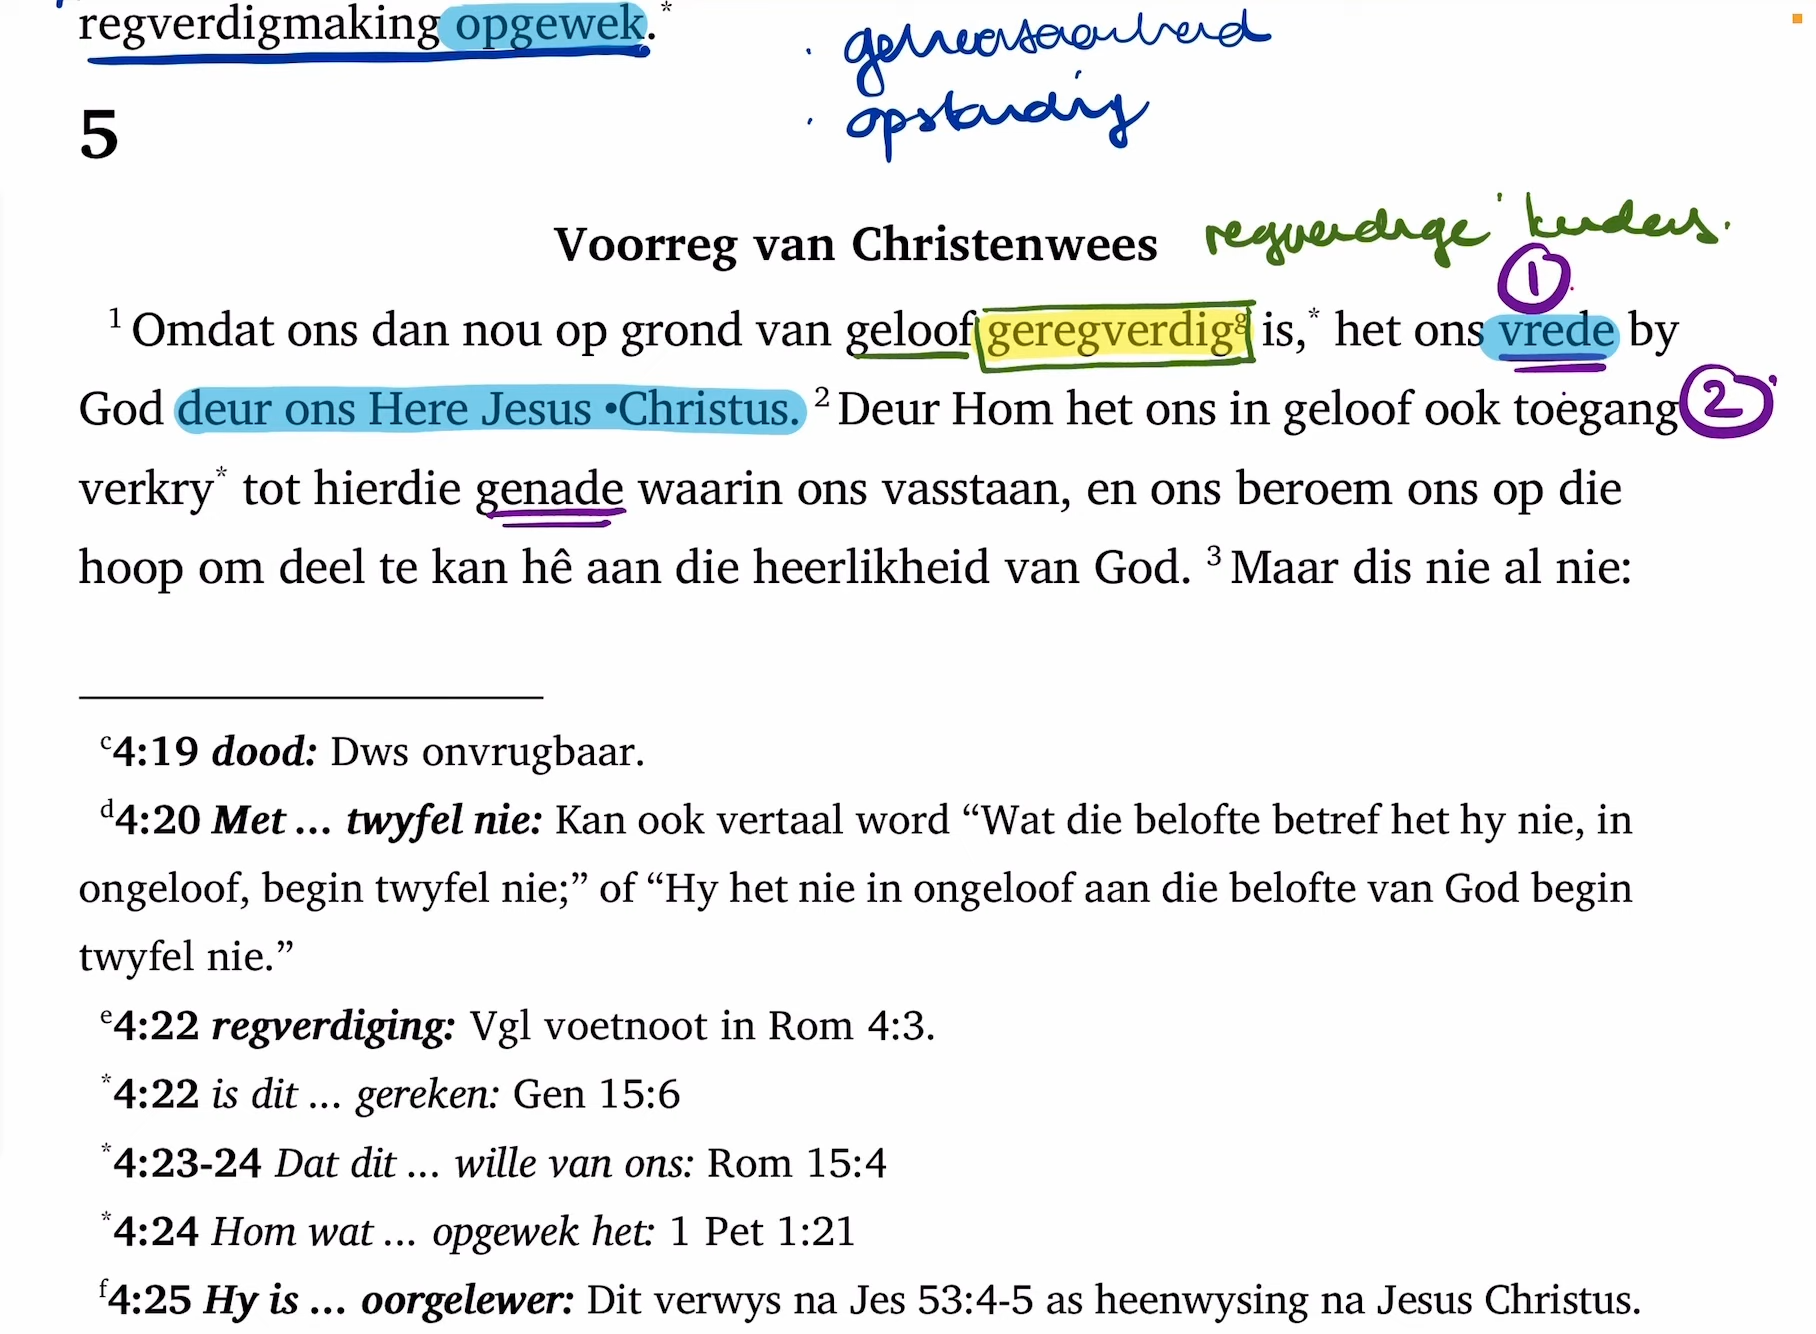 regverdigmaking opgewek.*
· gehoorsaamheid
· opstanding
5
Voorreg van Christenwees regverdige kinders.
1
1 Omdat ons dan nou op grond van geloof geregverdigg is,* het ons vrede by
God deur ons Here Jesus •Christus. 2 Deur Hom het ons in geloof ook toegang 2
verkry* tot hierdie genade waarin ons vasstaan, en ons beroem ons op die
hoop om deel te kan hê aan die heerlikheid van God. 3 Maar dis nie al nie:
c4:19 dood: Dws onvrugbaar.
d4:20 Met ... twyfel nie: Kan ook vertaal word “Wat die belofte betref het hy nie, in
ongeloof, begin twyfel nie;” of “Hy het nie in ongeloof aan die belofte van God begin
twyfel nie.”
e4:22 regverdiging: Vgl voetnoot in Rom 4:3.
*4:22 is dit ... gereken: Gen 15:6
*4:23-24 Dat dit ... wille van ons: Rom 15:4
*4:24 Hom wat ... opgewek het: 1 Pet 1:21
f4:25 Hy is ... oorgelewer: Dit verwys na Jes 53:4-5 as heenwysing na Jesus Christus.